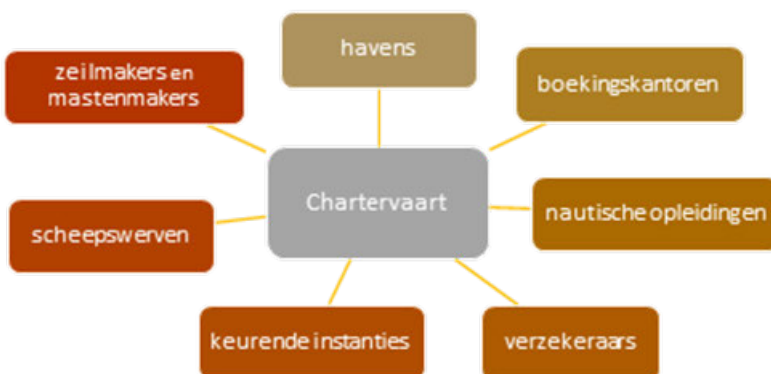 havens
zeilmakers en
mastenmakers
boekingskantoren
Chartervaart
nautische opleidingen
scheepswerven
keurende instanties
verzekeraars